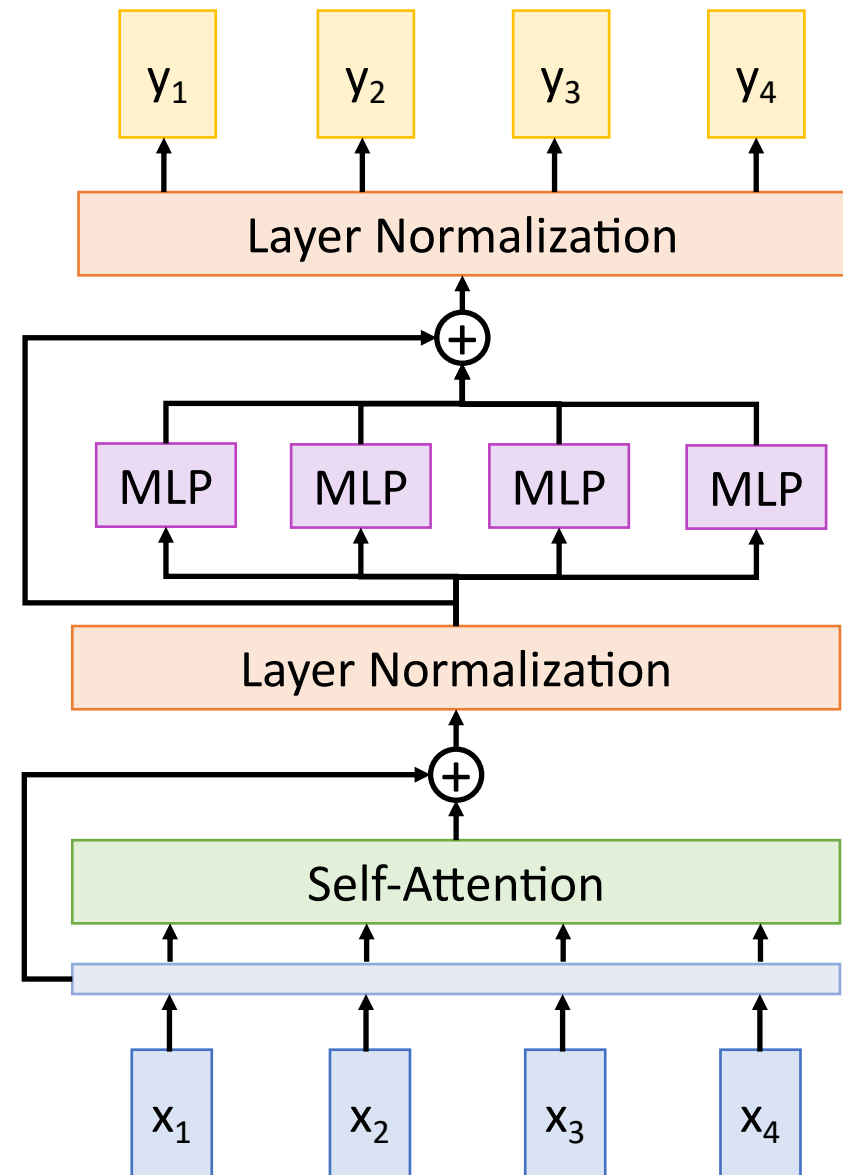 y₁ y₂ y₃ y₄
Layer Normalization
+
MLP MLP MLP MLP
Layer Normalization
+
Self-Attention
x₁ x₂ x₃ x₄